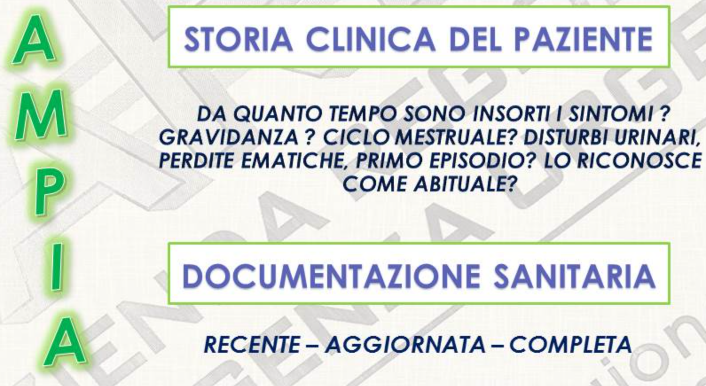 A
M
P
I
A
STORIA CLINICA DEL PAZIENTE
DA QUANTO TEMPO SONO INSORTI I SINTOMI ?
GRAVIDANZA ? CICLO MESTRUALE? DISTURBI URINARI,
PERDITE EMATICHE, PRIMO EPISODIO? LO RICONOSCE
COME ABITUALE?
DOCUMENTAZIONE SANITARIA
RECENTE – AGGIORNATA – COMPLETA